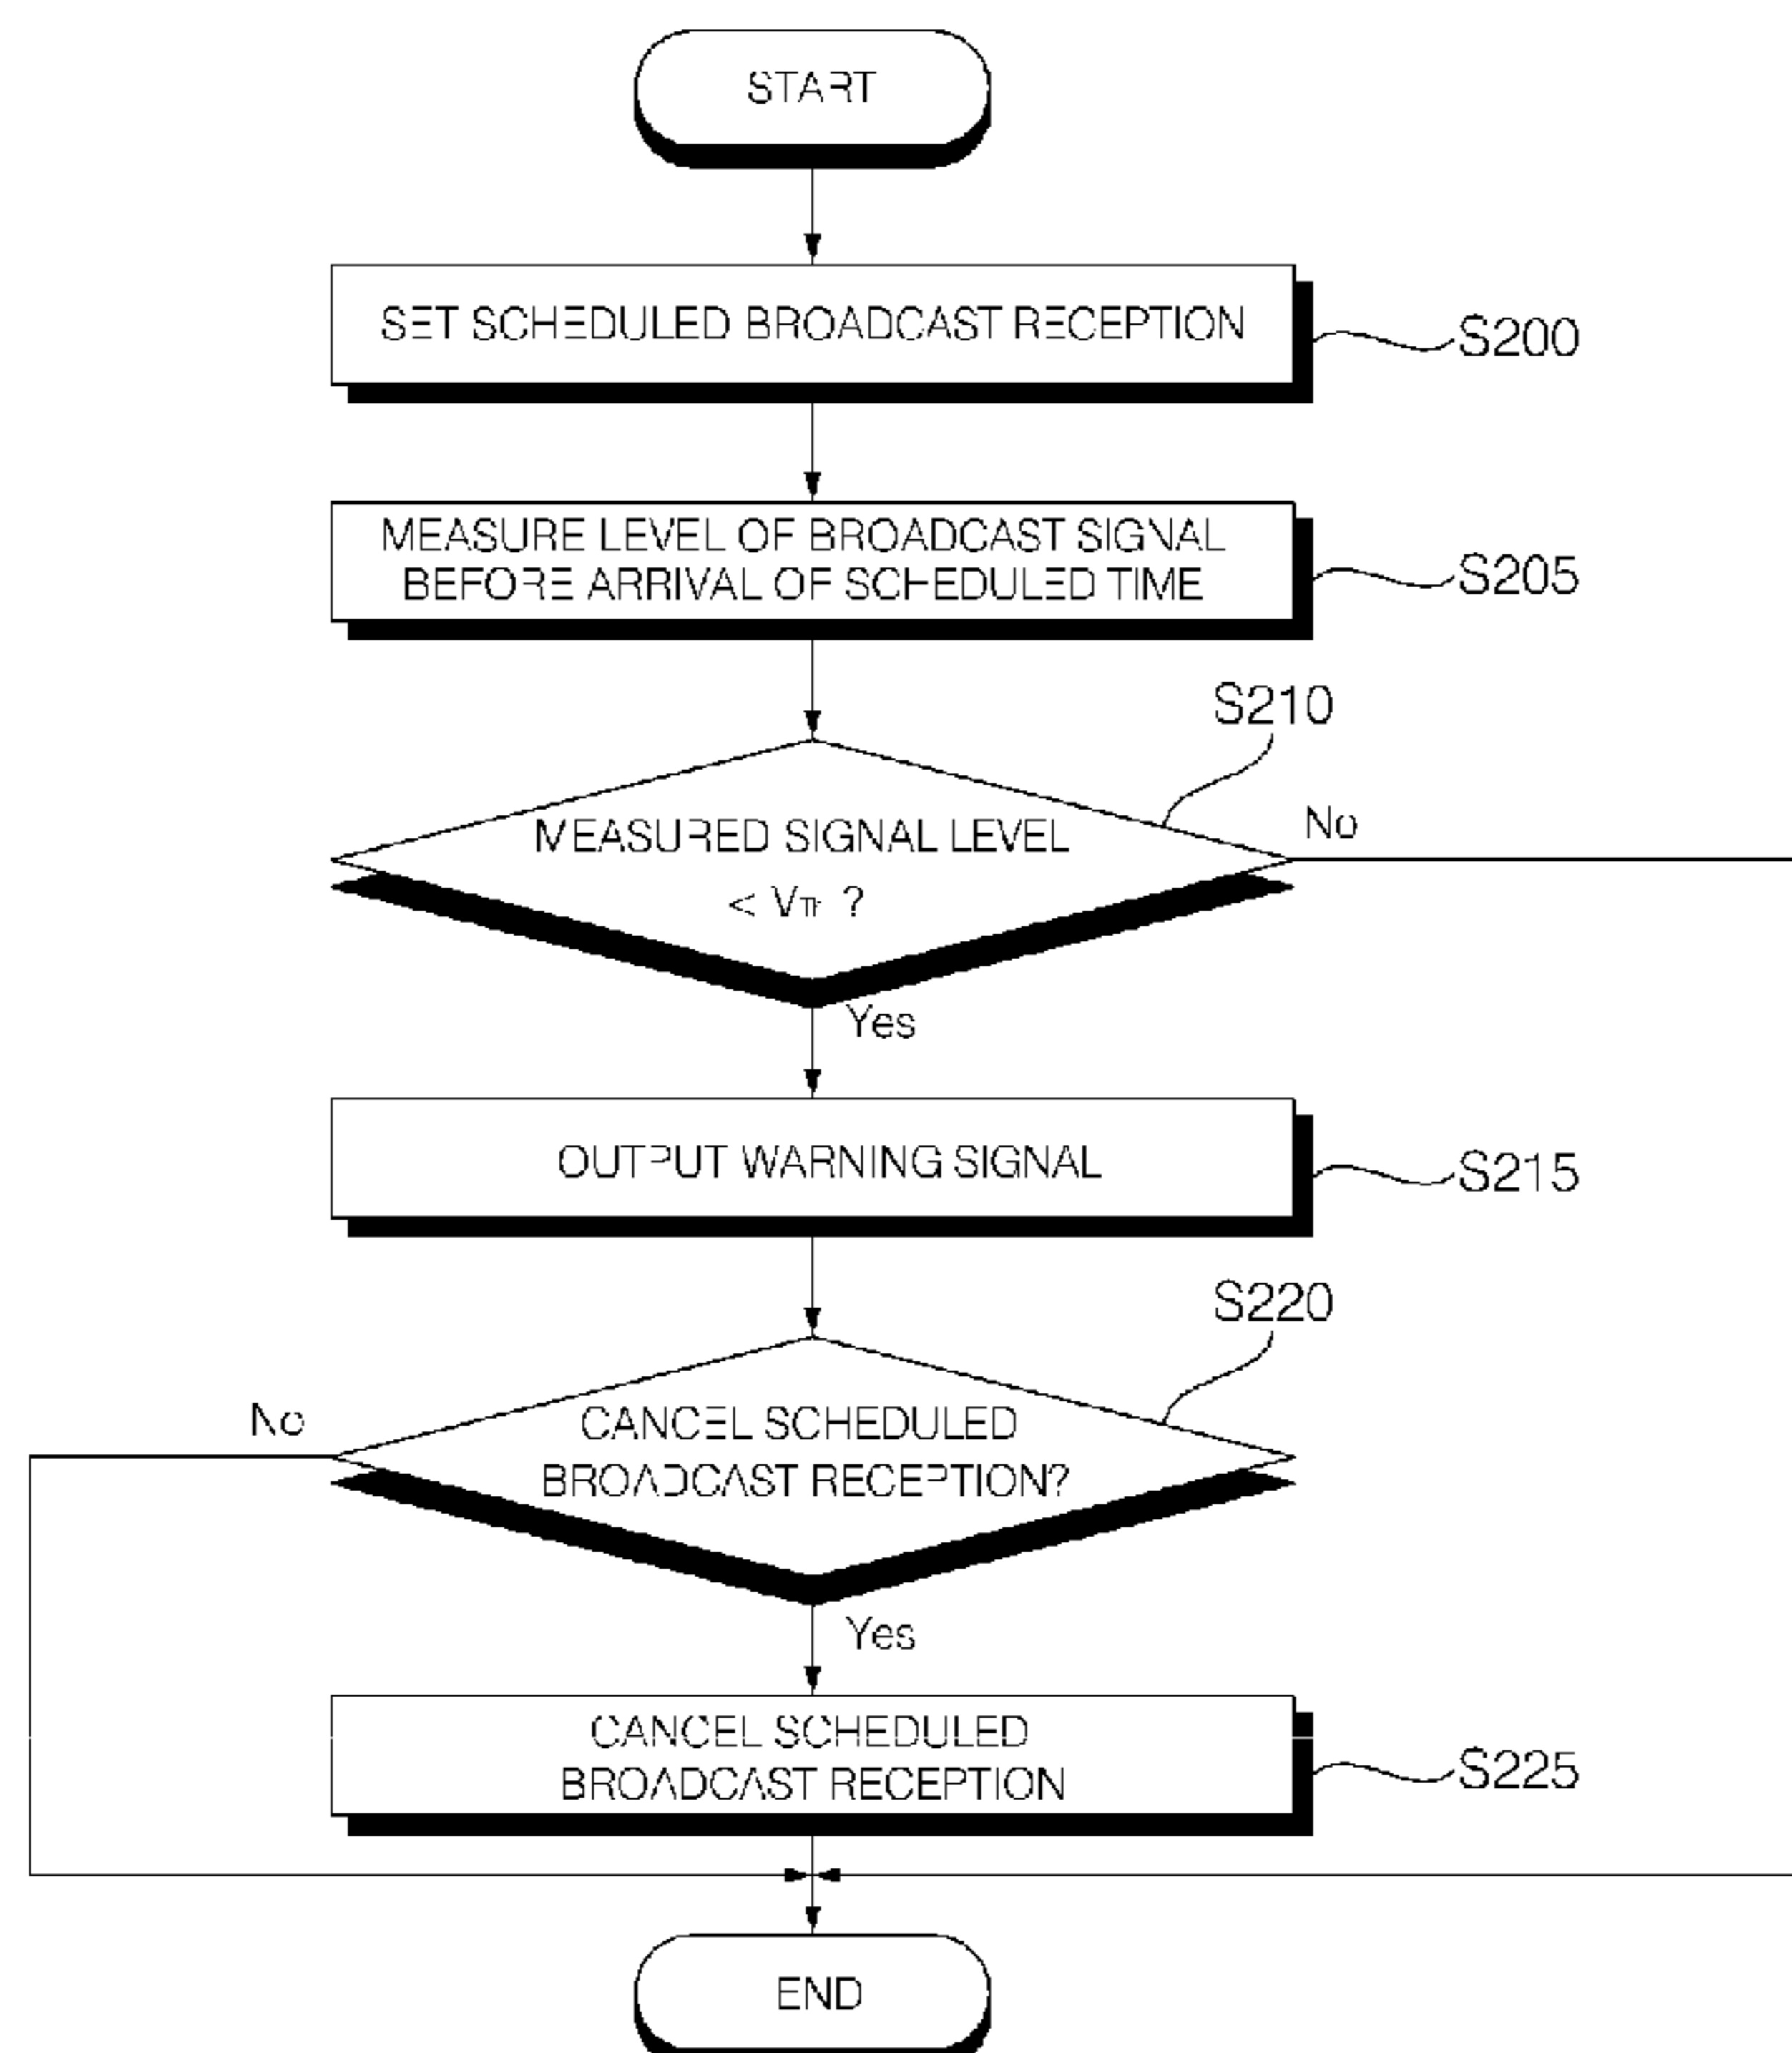 START
SET SCHEDULED BROADCAST RECEPTION
S200
MEASURE LEVEL OF BROADCAST SIGNAL
BEFORE ARRIVAL OF SCHEDULED TIME
S205
S210
MEASURED SIGNAL LEVEL
< VTH ?
No
Yes
OUTPUT WARNING SIGNAL
S215
S220
CANCEL SCHEDULED
BROADCAST RECEPTION?
No
Yes
CANCEL SCHEDULED
BROADCAST RECEPTION
S225
END